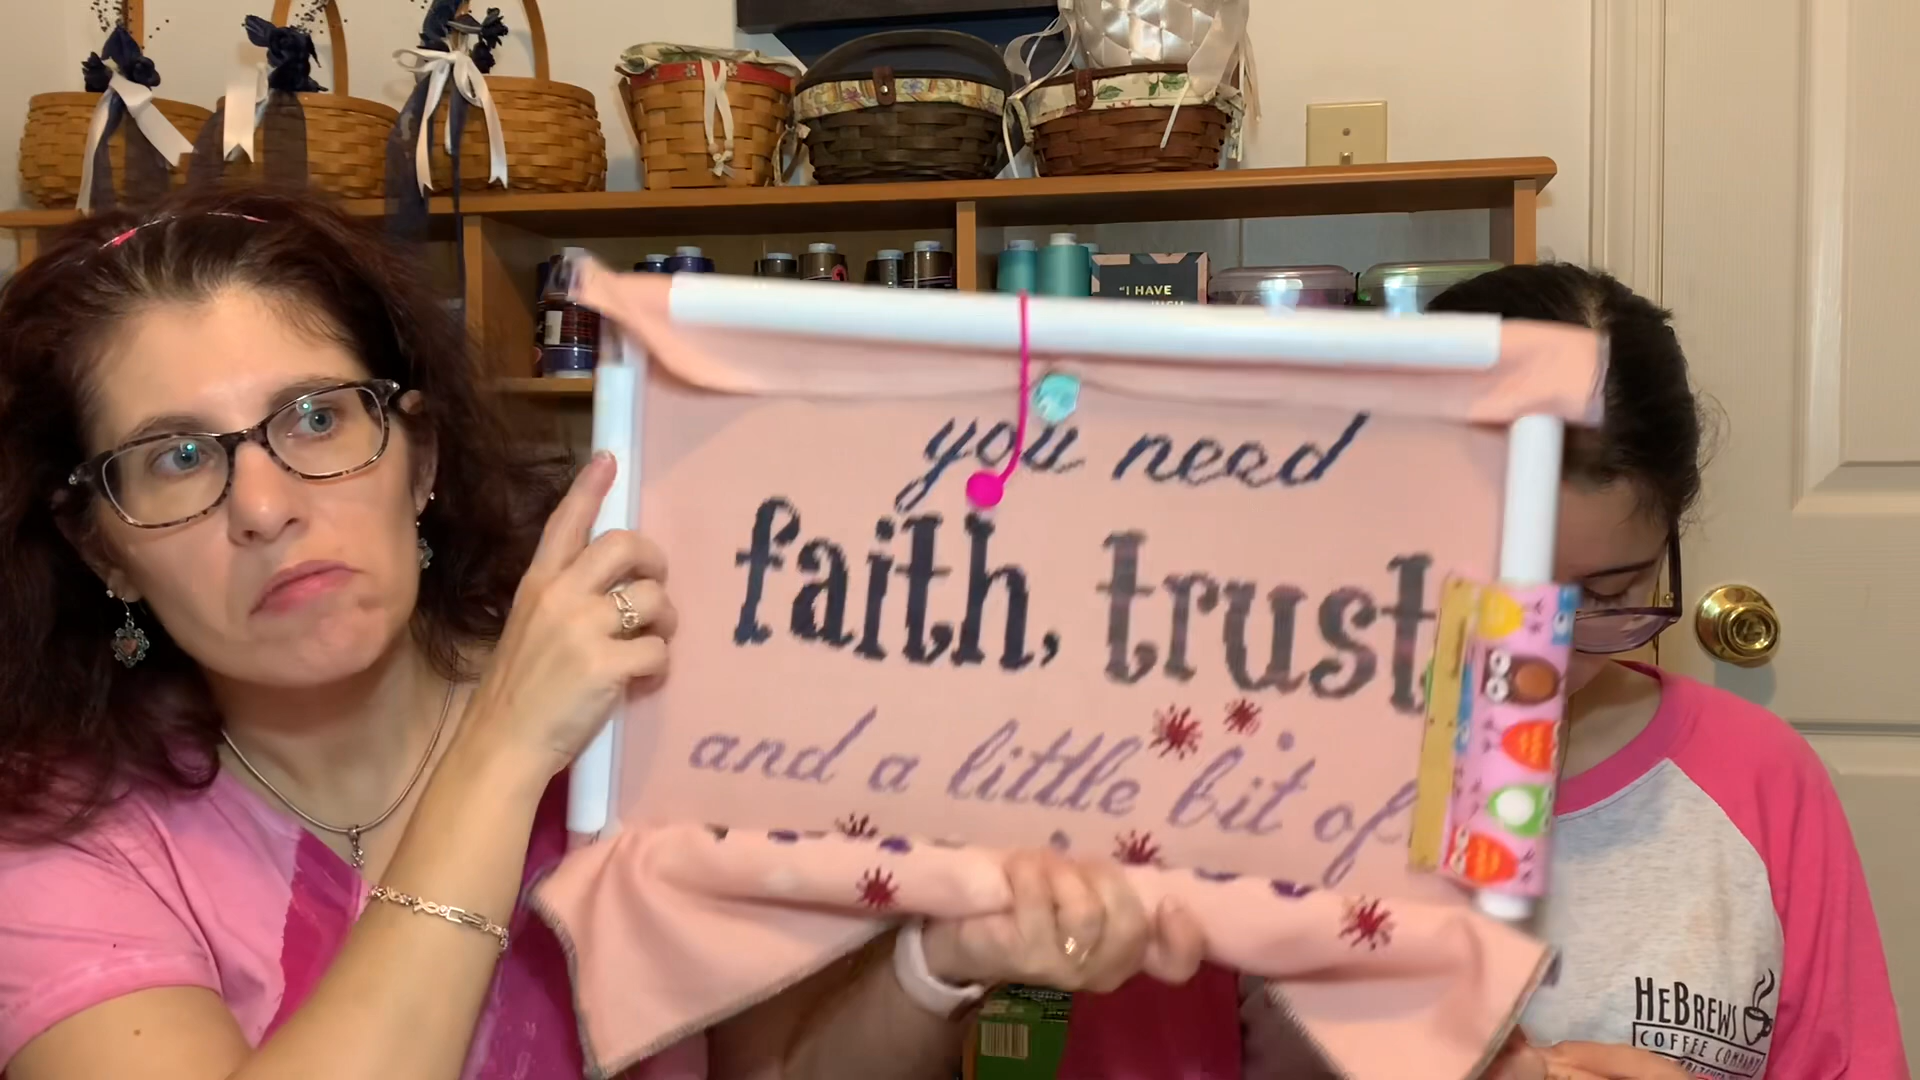 "I HAVE
you need
faith, trust
and a little bit of
HEBREWS
COFFEE COMPANY